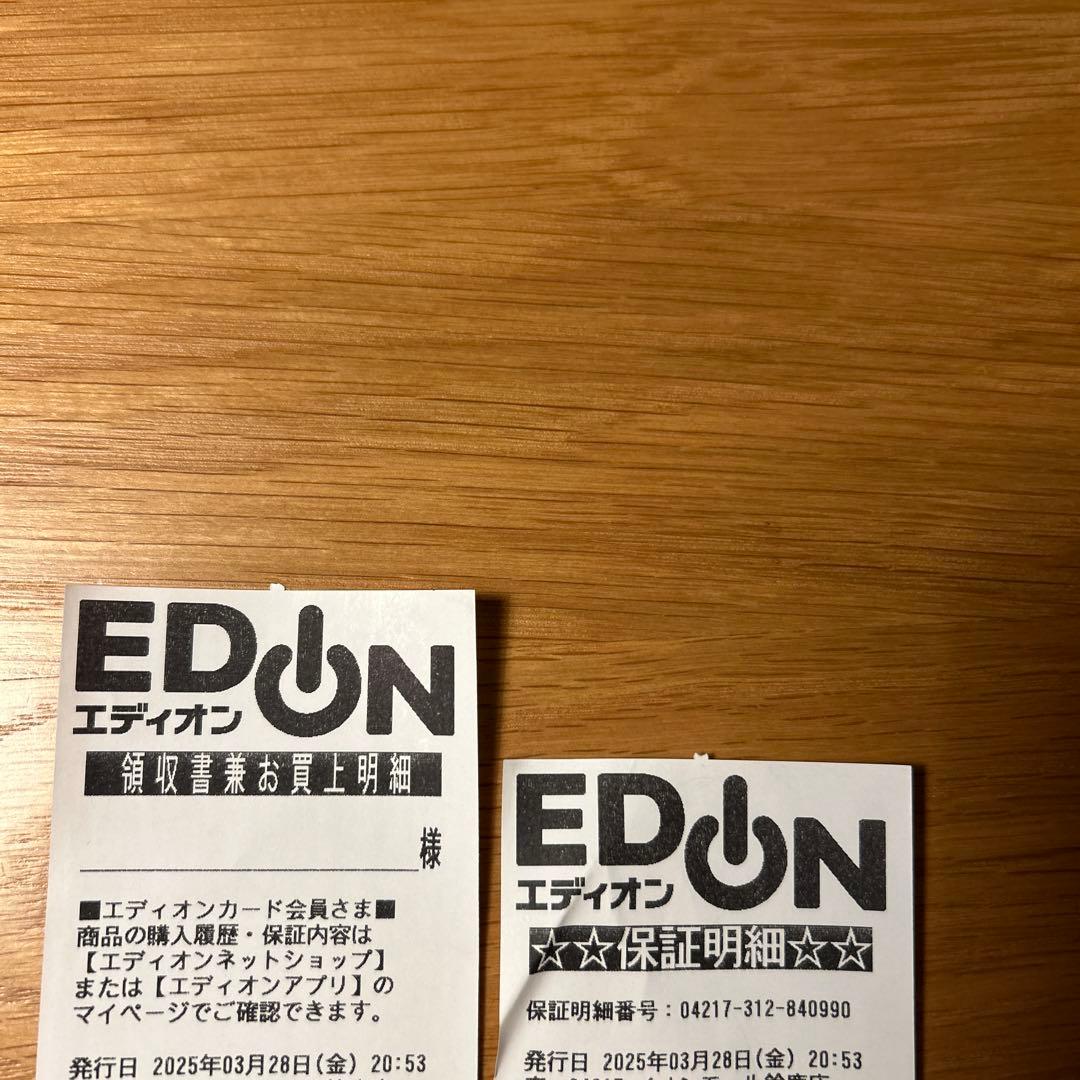 EDION
エディオン
領収書兼お買上明細
様
■エディオンカード会員さま■
商品の購入履歴・保証内容は
【エディオンネットショップ】
または【エディオンアプリ】の
マイページでご確認できます。
発行日 2025年03月28日(金) 20:53
EDION
エディオン
☆☆保証明細☆☆
保証明細番号:04217-312-840990
発行日 2025年03月28日(金) 20:53